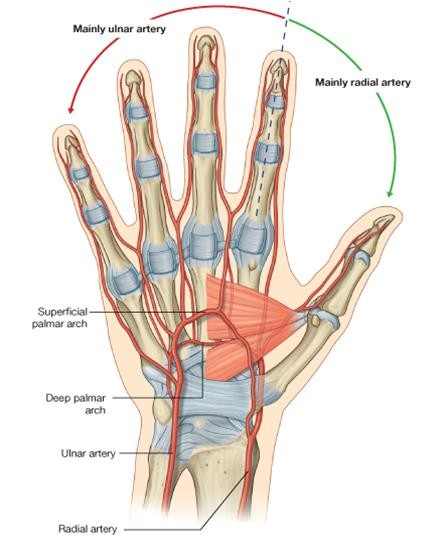 Mainly ulnar artery
Mainly radial artery
Superficial
palmar arch
Deep palmar
arch
Ulnar artery
Radial artery